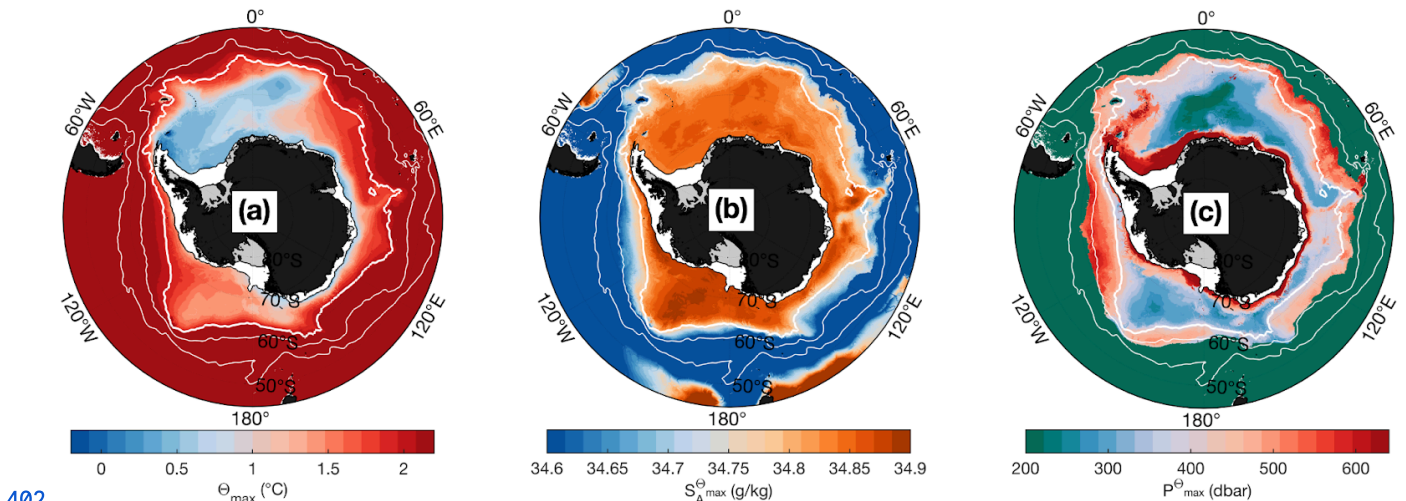 0° 0° 0°
60°W 60°E 60°W 60°E 60°W 60°E
(a) (b) (c)
80°S 80°S 80°S
70°S 70°S 70°S
120°W 60°S 120°E 120°W 60°S 120°E 120°W 60°S 120°E
50°S 50°S 50°S
180° 180° 180°
0 0.5 1 1.5 2 34.6 34.65 34.7 34.75 34.8 34.85 34.9 200 300 400 500 600
402 Θmax (°C) SAΘmax (g/kg) PΘmax (dbar)